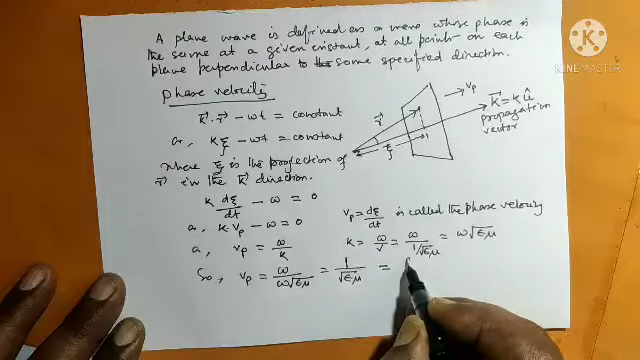 A plane wave is defined as a wave whose phase is
the same at a given instant, at all points on each
plane perpendicular to some specified direction.
Phase velocity
K⃗·r⃗ - ωt = constant
or, kξ - ωt = constant
where ξ is the projection of
r⃗ in the K⃗ direction.
k dξ/dt - ω = 0
or, k·vp - ω = 0
or, vp = ω/k
vp = dξ/dt is called the phase velocity
k = ω/v = ω/(1/√εμ) = ω√εμ
So, vp = ω/(ω√εμ) = 1/√εμ =
r⃗
ξ
vp
K⃗ = k û
propagation
vector
KINEMASTER